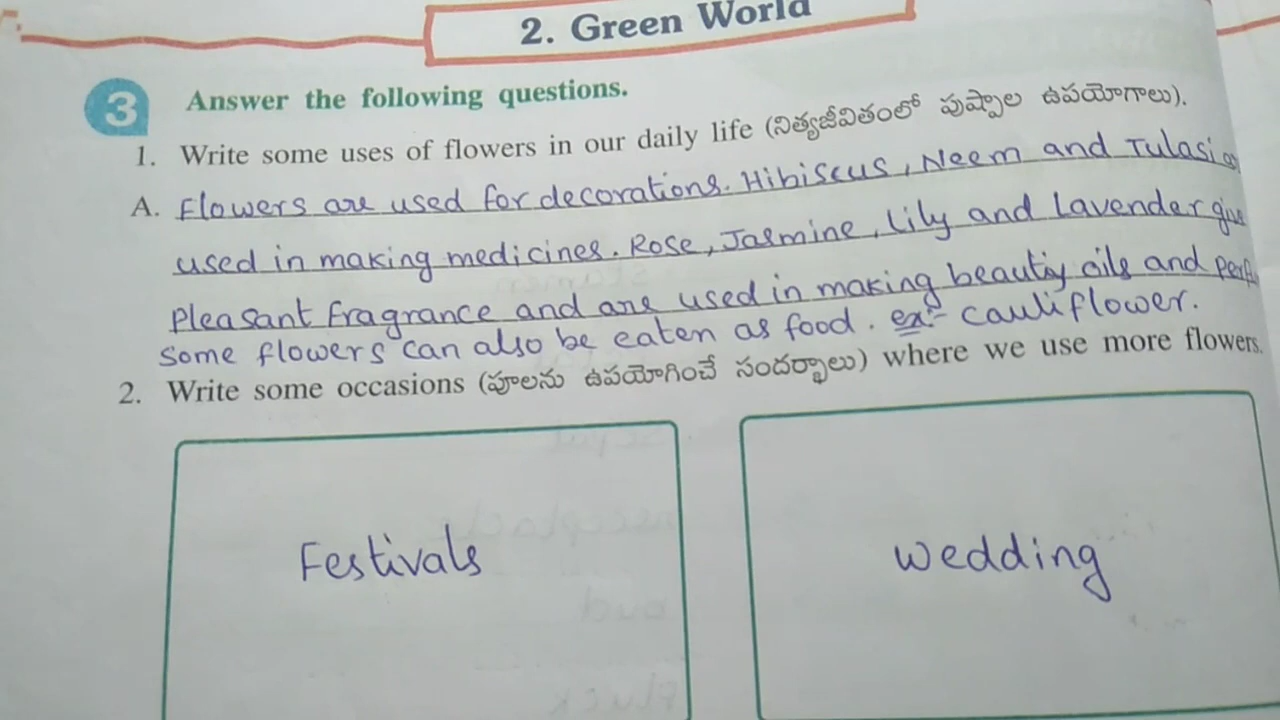 2. Green World
3 Answer the following questions.
1. Write some uses of flowers in our daily life (నిత్యజీవితంలో పుష్పాల ఉపయోగాలు).
A. Flowers are used for decorations. Hibiscus, Neem and Tulasi
used in making medicines. Rose, Jasmine, Lily and Lavender give
pleasant fragrance and are used in making beauty oils and
some flowers can also be eaten as food. ex:- cauliflower.
2. Write some occasions (పూలను ఉపయోగించే సందర్భాలు) where we use more flowers.
Festivals
wedding